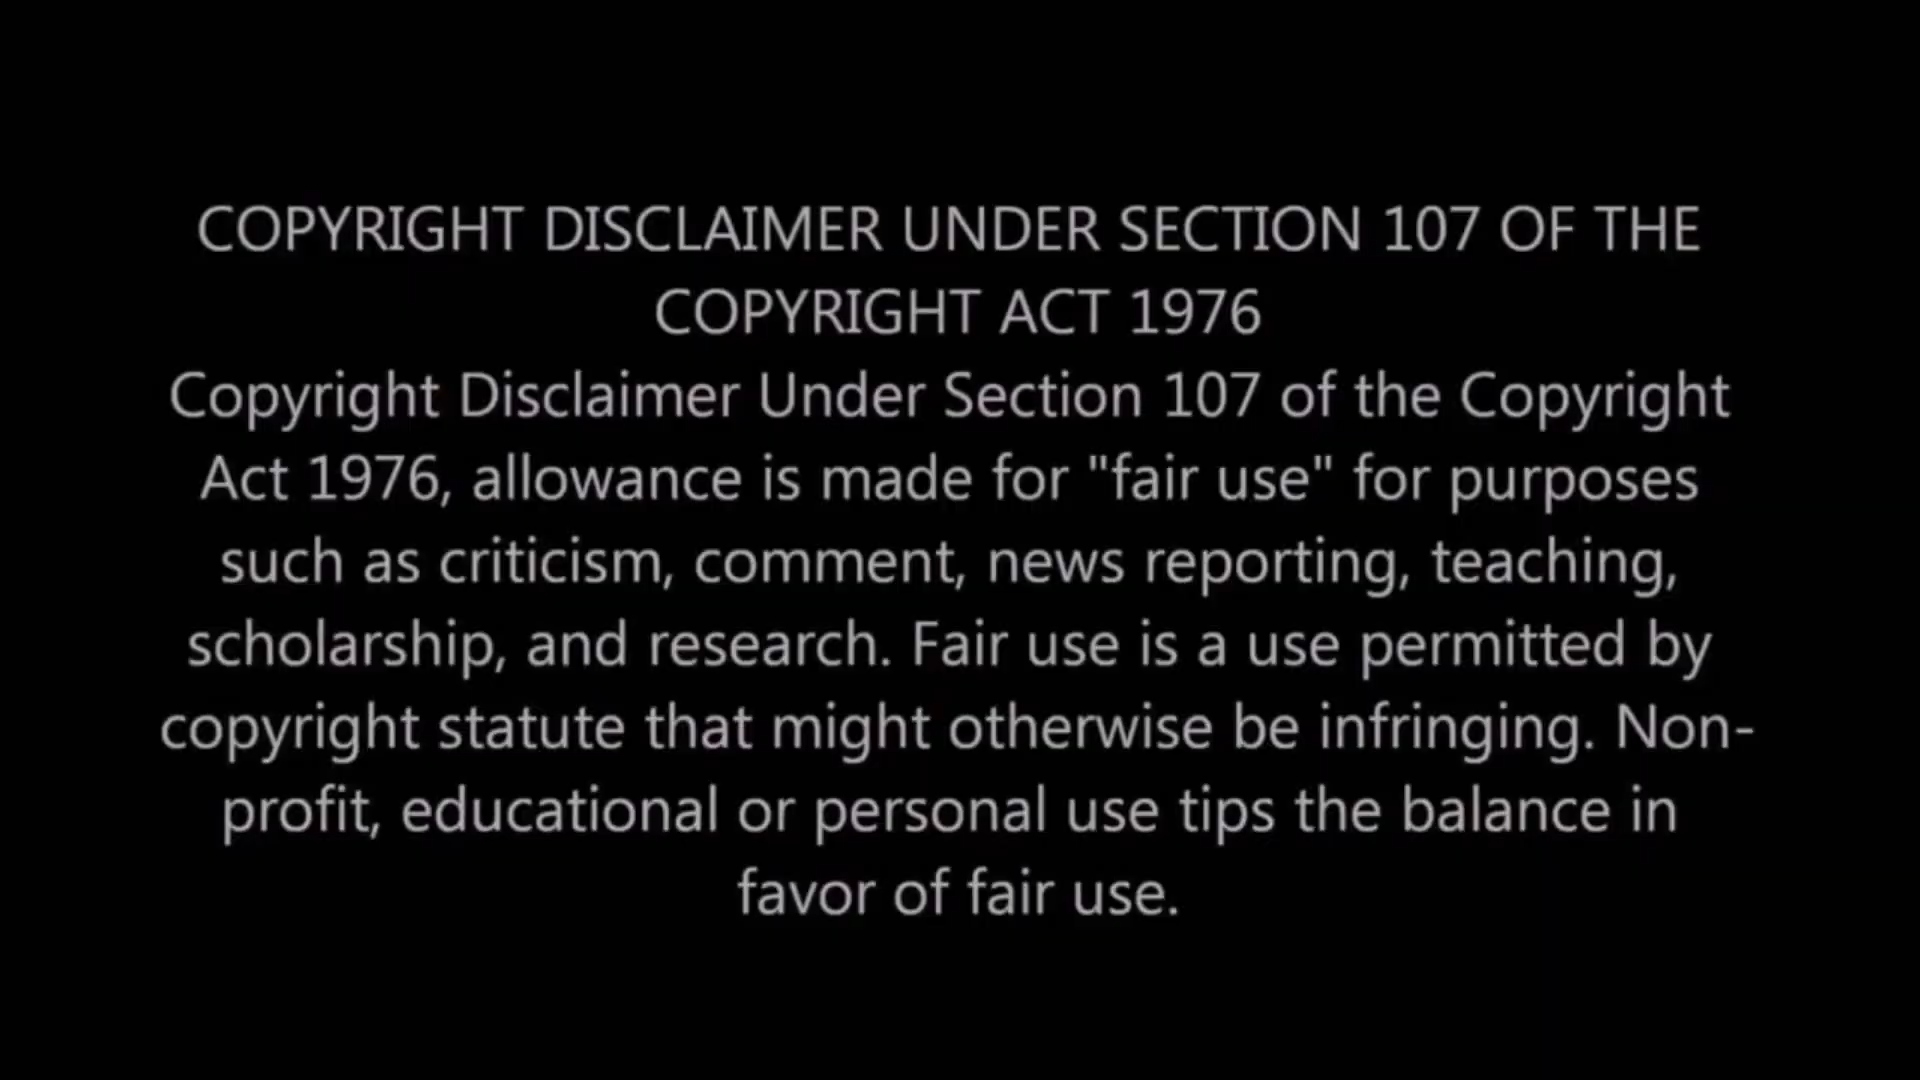 COPYRIGHT DISCLAIMER UNDER SECTION 107 OF THE
COPYRIGHT ACT 1976
Copyright Disclaimer Under Section 107 of the Copyright
Act 1976, allowance is made for "fair use" for purposes
such as criticism, comment, news reporting, teaching,
scholarship, and research. Fair use is a use permitted by
copyright statute that might otherwise be infringing. Non-
profit, educational or personal use tips the balance in
favor of fair use.